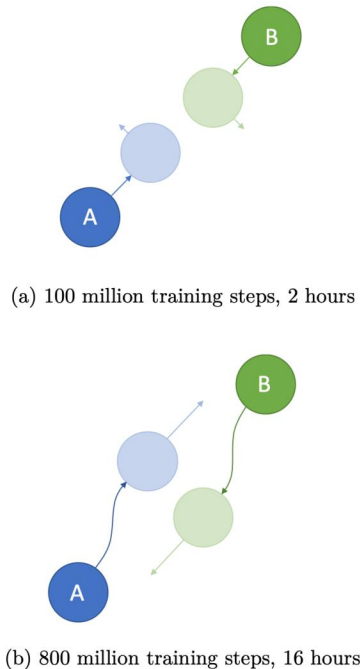 B
A
(a) 100 million training steps, 2 hours
B
A
(b) 800 million training steps, 16 hours